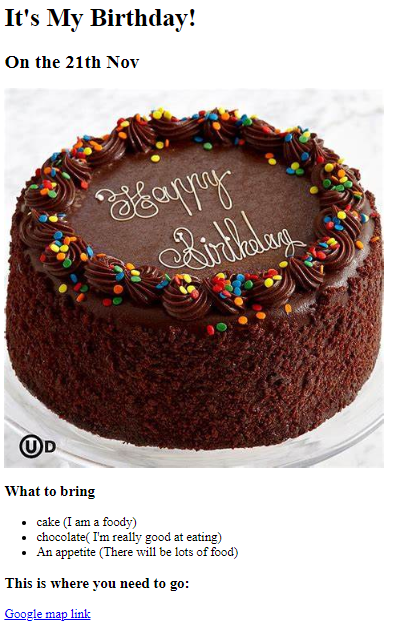 It's My Birthday!
On the 21th Nov
Happy
Birthday
UD
What to bring
cake (I am a foody)
chocolate( I'm really good at eating)
An appetite (There will be lots of food)
This is where you need to go:
Google map link